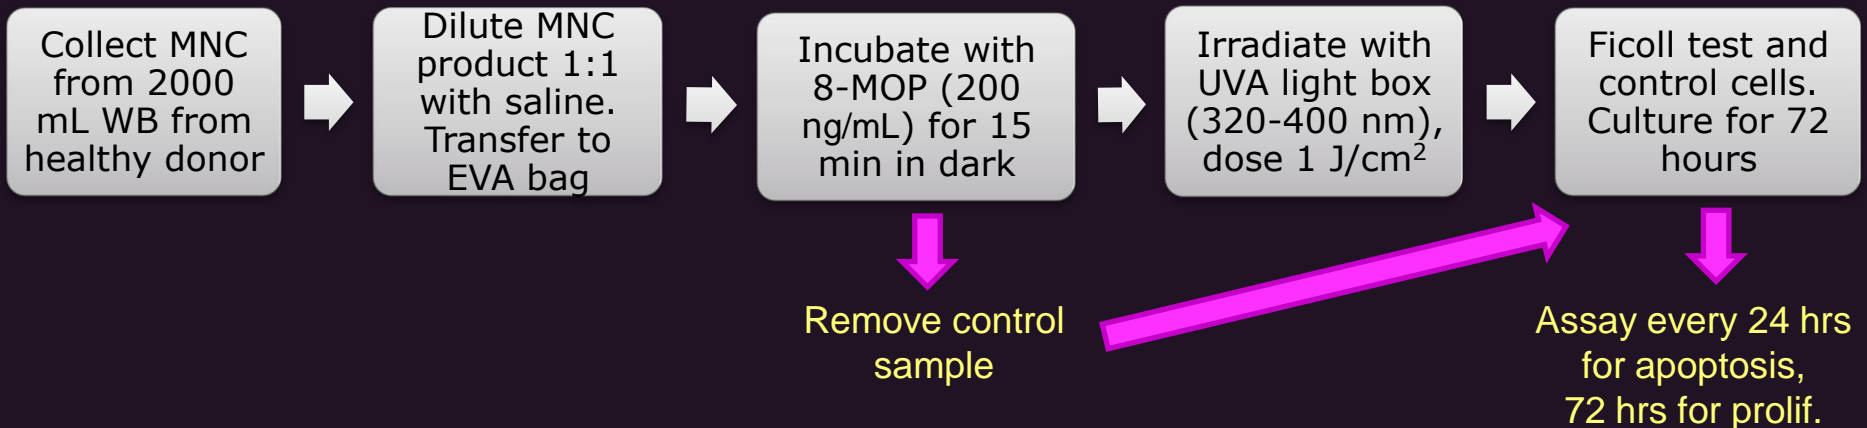 Collect MNC
from 2000
mL WB from
healthy donor
Dilute MNC
product 1:1
with saline.
Transfer to
EVA bag
Incubate with
8-MOP (200
ng/mL) for 15
min in dark
Irradiate with
UVA light box
(320-400 nm),
dose 1 J/cm²
Ficoll test and
control cells.
Culture for 72
hours
Remove control
sample
Assay every 24 hrs
for apoptosis,
72 hrs for prolif.